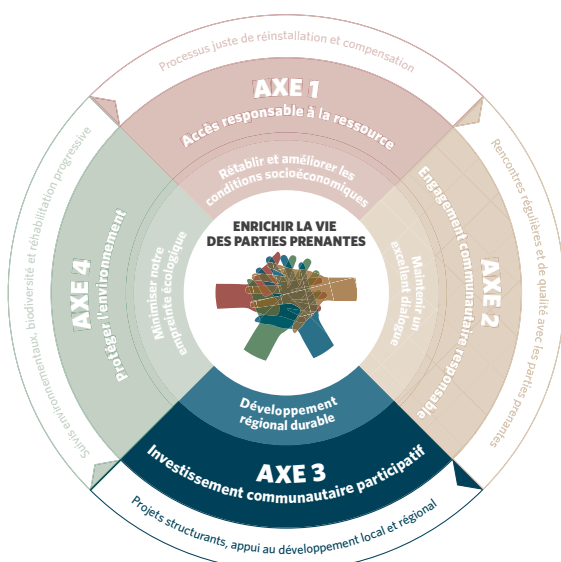 Processus juste de réinstallation et compensation
AXE 1
Accès responsable à la ressource
Rétablir et améliorer les
conditions socioéconomiques
Rencontres régulières et de qualité avec les parties prenantes
AXE 2
Engagement communautaire responsable
Maintenir un
excellent dialogue
ENRICHIR LA VIE
DES PARTIES PRENANTES
Développement
régional durable
AXE 3
Investissement communautaire participatif
Projets structurants, appui au développement local et régional
Suivis environnementaux, biodiversité et réhabilitation progressive
AXE 4
Protéger l'environnement
Minimiser notre
empreinte écologique